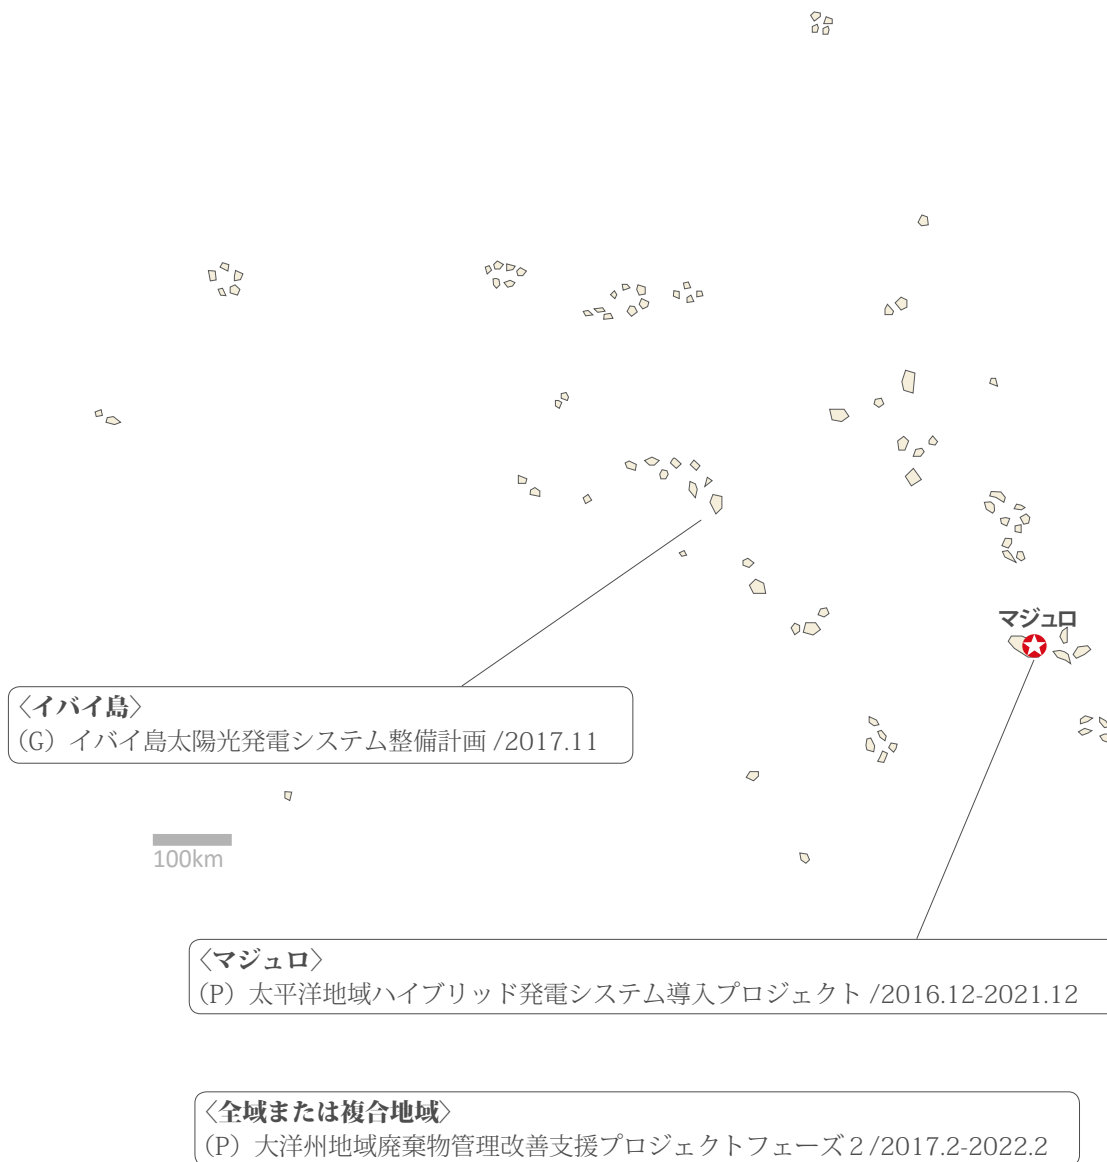 マジュロ
〈イバイ島〉
(G) イバイ島太陽光発電システム整備計画 /2017.11
100km
〈マジュロ〉
(P) 太平洋地域ハイブリッド発電システム導入プロジェクト /2016.12-2021.12
〈全域または複合地域〉
(P) 大洋州地域廃棄物管理改善支援プロジェクトフェーズ2 /2017.2-2022.2